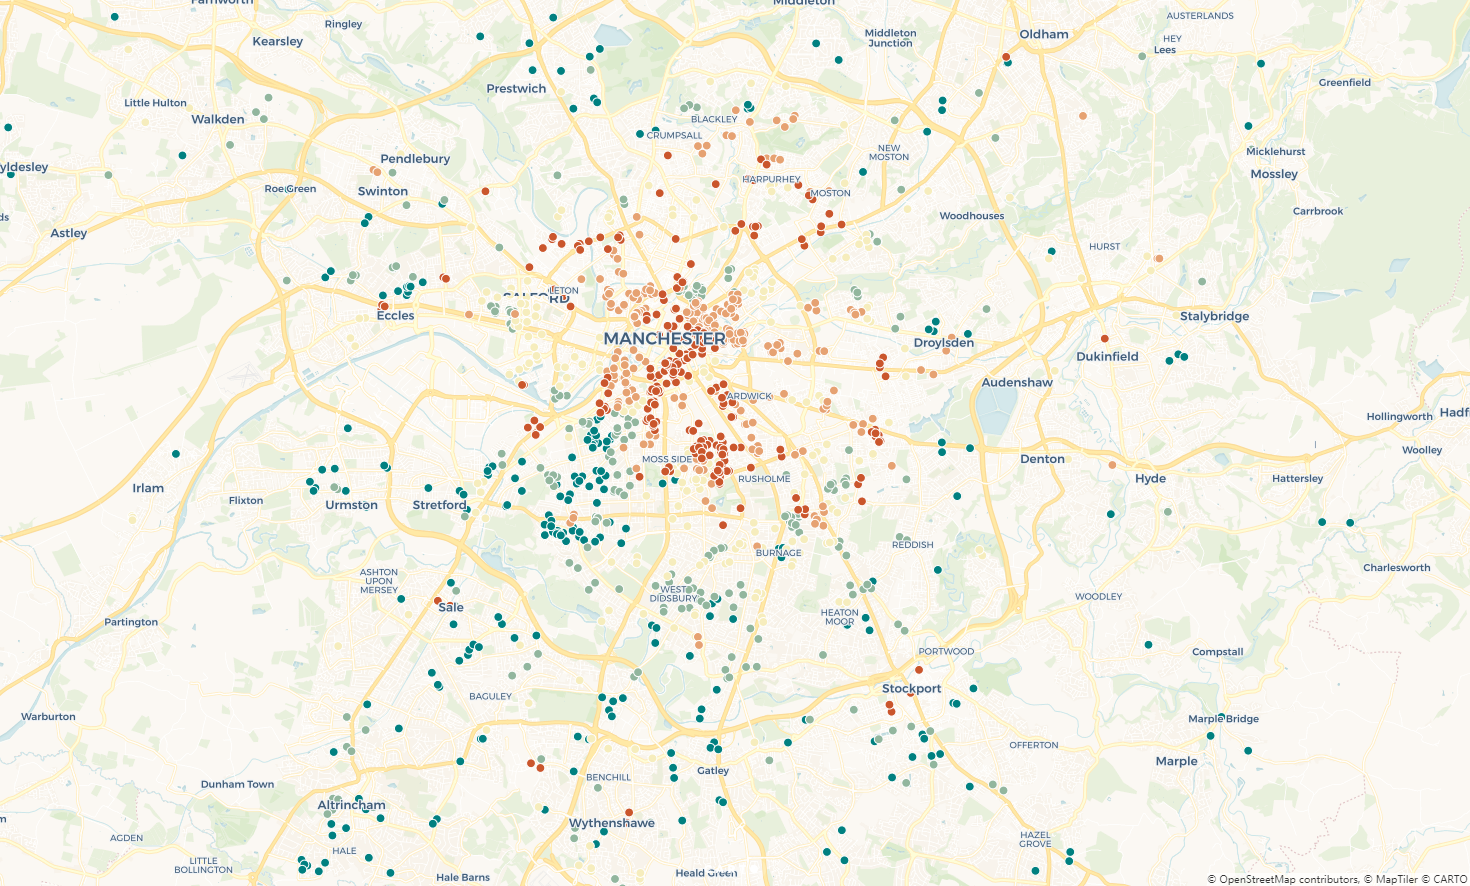 Farnworth
Ringley
Kearsley
Middleton
Middleton
Junction
Oldham
AUSTERLANDS
HEY
Lees
Greenfield
Prestwich
Little Hulton
Walkden
BLACKLEY
CRUMPSALL
Pendlebury
NEW
MOSTON
Micklehurst
Mossley
Roe Green
Swinton
HARPURHEY
MOSTON
Woodhouses
Carrbrook
Astley
HURST
SALFORD
Eccles
MANCHESTER
Droylsden
Stalybridge
Dukinfield
Audenshaw
ARDWICK
Hollingworth
Hadf
Woolley
MOSS SIDE
RUSHOLME
Denton
Hyde
Hattersley
Irlam
Flixton
Urmston
Stretford
BURNAGE
REDDISH
Charlesworth
ASHTON
UPON
MERSEY
Sale
WEST
DIDSBURY
HEATON
MOOR
WOODLEY
Partington
PORTWOOD
Compstall
Stockport
BAGULEY
Warburton
Marple Bridge
OFFERTON
Marple
Gatley
BENCHILL
Dunham Town
Altrincham
Wythenshawe
AGDEN
HALE
LITTLE
BOLLINGTON
HAZEL
GROVE
Hale Barns
Heald Green
© OpenStreetMap contributors, © MapTiler © CARTO